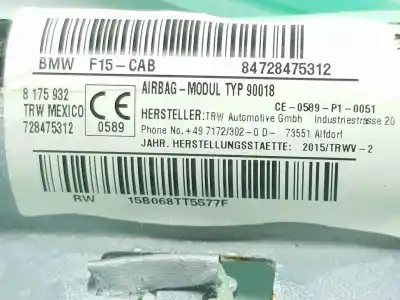 BMW F15-CAB 84728475312
8 175 932
TRW MEXICO
728475312
CE
0589
AIRBAG-MODUL TYP 90018
CE-0589-P1-0051
HERSTELLER: TRW Automotive GmbH Industriestrasse 20
Phone No.+49 7172/302-0 D- 73551 Alfdorf
JAHR. HERSTELLUNGSSTAETTE: 2015/TRWV-2
RW 15B068TT5577F